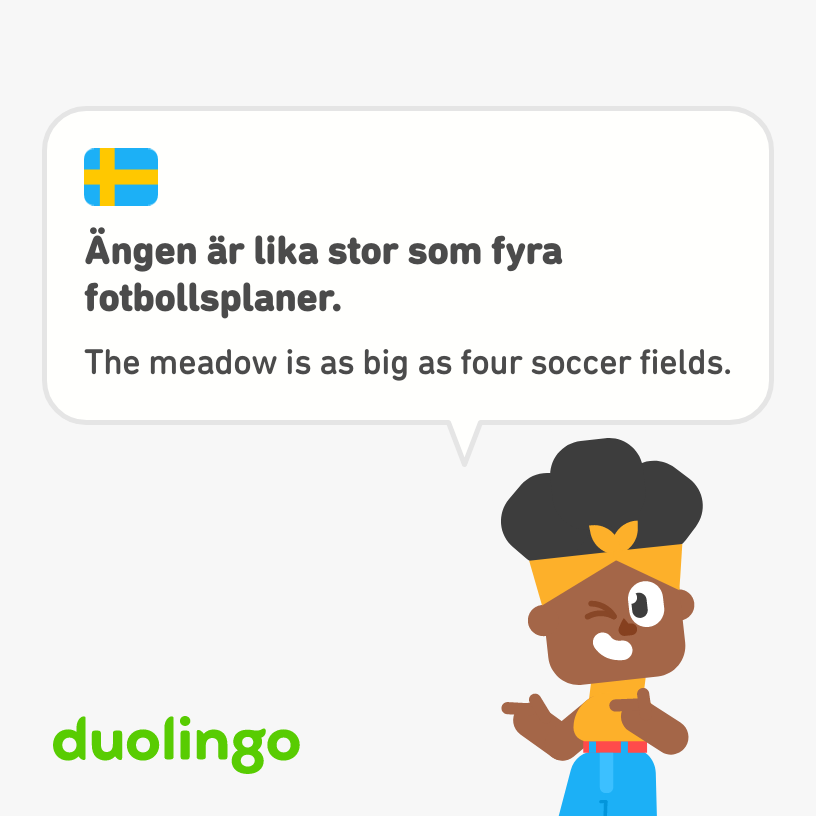 Ängen är lika stor som fyra
fotbollsplaner.
The meadow is as big as four soccer fields.
duolingo